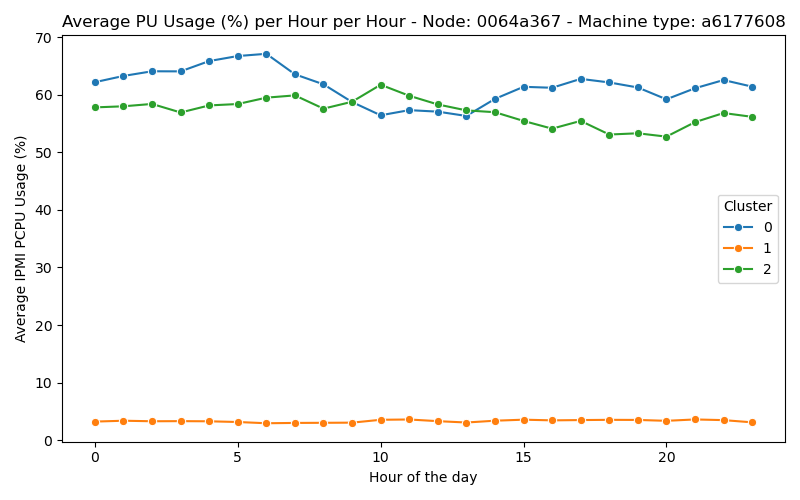 Average PU Usage (%) per Hour per Hour - Node: 0064a367 - Machine type: a6177608
70
60
50
40
30
20
10
0
Average IPMI PCPU Usage (%)
Cluster
0
1
2
0 5 10 15 20
Hour of the day